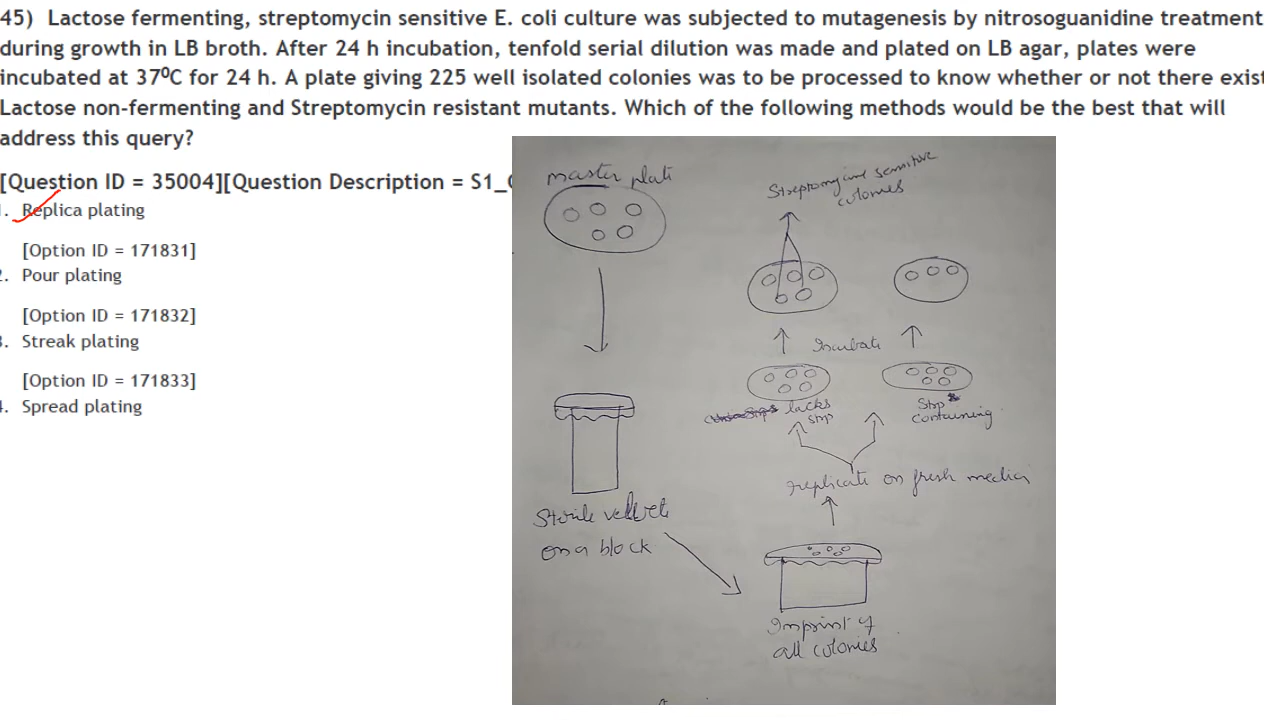 45) Lactose fermenting, streptomycin sensitive E. coli culture was subjected to mutagenesis by nitrosoguanidine treatment
during growth in LB broth. After 24 h incubation, tenfold serial dilution was made and plated on LB agar, plates were
incubated at 37⁰C for 24 h. A plate giving 225 well isolated colonies was to be processed to know whether or not there exist
Lactose non-fermenting and Streptomycin resistant mutants. Which of the following methods would be the best that will
address this query?
[Question ID = 35004][Question Description = S1_
. Replica plating
[Option ID = 171831]
. Pour plating
[Option ID = 171832]
. Streak plating
[Option ID = 171833]
. Spread plating
master plate
Streptomycine sensitive
colonies
Incubate
lacks
stop
Stop
containing
replicate on fresh media
Sterile velvet
on a block
Imprint of
all colonies